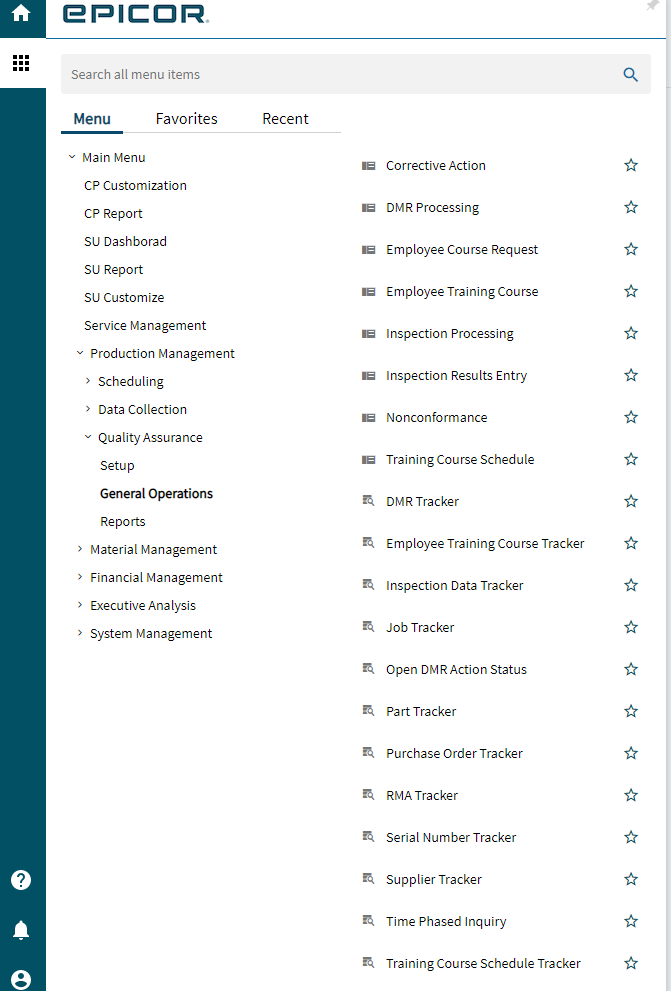 EPICOR
Search all menu items
Menu Favorites Recent
Main Menu
CP Customization
CP Report
SU Dashborad
SU Report
SU Customize
Service Management
Production Management
Scheduling
Data Collection
Quality Assurance
Setup
General Operations
Reports
Material Management
Financial Management
Executive Analysis
System Management
Corrective Action
DMR Processing
Employee Course Request
Employee Training Course
Inspection Processing
Inspection Results Entry
Nonconformance
Training Course Schedule
DMR Tracker
Employee Training Course Tracker
Inspection Data Tracker
Job Tracker
Open DMR Action Status
Part Tracker
Purchase Order Tracker
RMA Tracker
Serial Number Tracker
Supplier Tracker
Time Phased Inquiry
Training Course Schedule Tracker